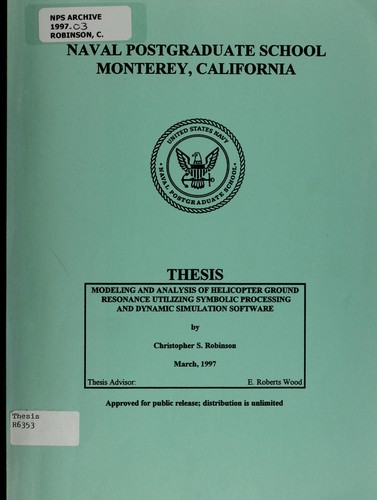 NPS ARCHIVE
1997.03
ROBINSON, C.
NAVAL POSTGRADUATE SCHOOL
MONTEREY, CALIFORNIA
UNITED STATES NAVY
NAVAL POSTGRADUATE SCHOOL
THESIS
MODELING AND ANALYSIS OF HELICOPTER GROUND
RESONANCE UTILIZING SYMBOLIC PROCESSING
AND DYNAMIC SIMULATION SOFTWARE
by
Christopher S. Robinson
March, 1997
Thesis Advisor: E. Roberts Wood
Approved for public release; distribution is unlimited
Thesis
R6353